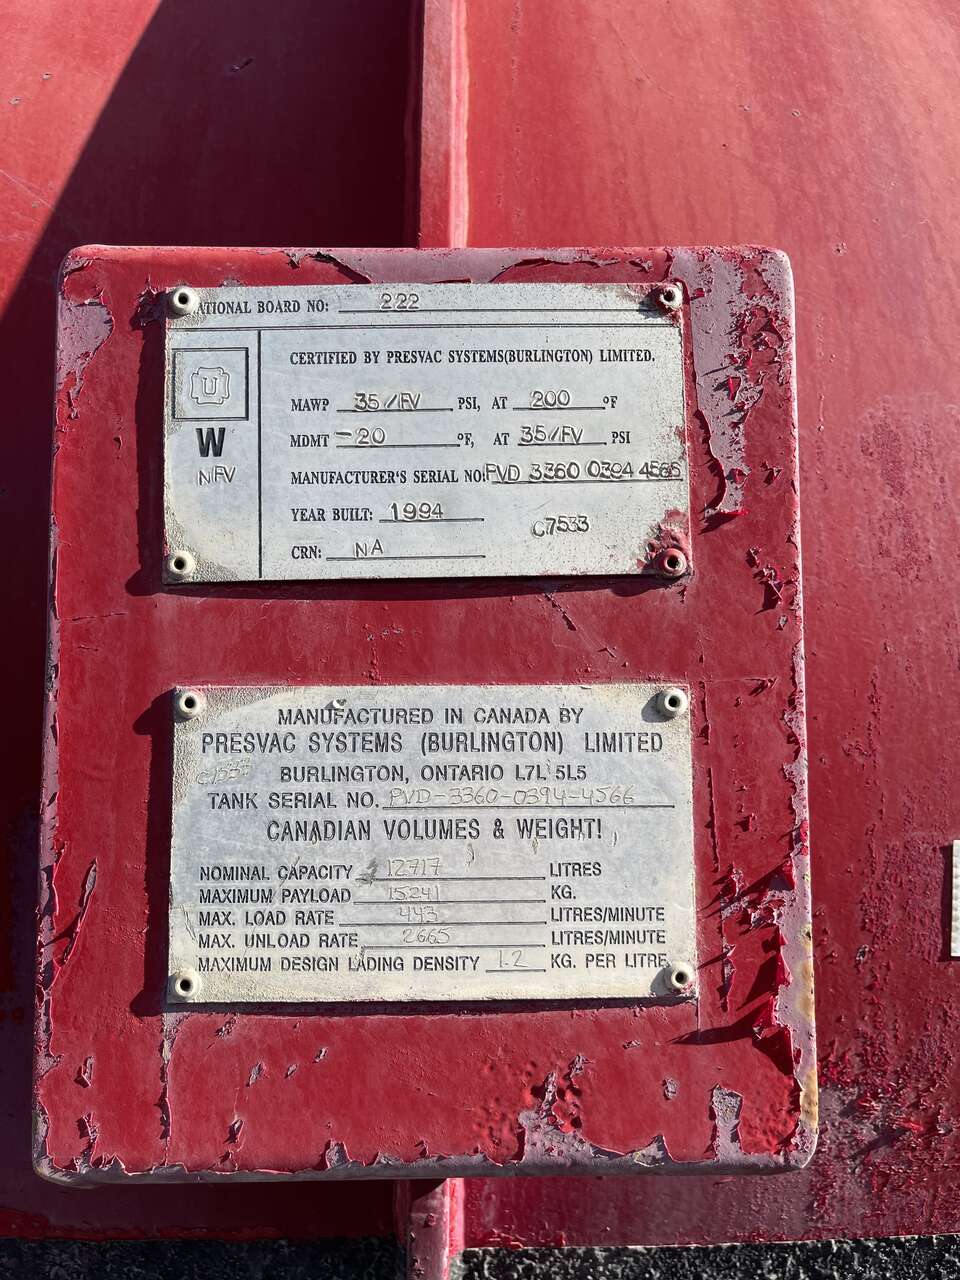 NATIONAL BOARD NO: 222
CERTIFIED BY PRESVAC SYSTEMS(BURLINGTON) LIMITED.
U
W
NFV
MAWP 35/FV PSI, AT 200 °F
MDMT -20 °F, AT 35/FV PSI
MANUFACTURER'S SERIAL NO: PVD 3360 0394 4566
YEAR BUILT: 1994
C7533
CRN: NA
MANUFACTURED IN CANADA BY
PRESVAC SYSTEMS (BURLINGTON) LIMITED
BURLINGTON, ONTARIO L7L 5L5
TANK SERIAL NO. PVD-3360-0394-4566
CANADIAN VOLUMES & WEIGHT!
NOMINAL CAPACITY 12717 LITRES
MAXIMUM PAYLOAD 15241 KG.
MAX. LOAD RATE 443 LITRES/MINUTE
MAX. UNLOAD RATE 2665 LITRES/MINUTE
MAXIMUM DESIGN LADING DENSITY 1.2 KG. PER LITRE